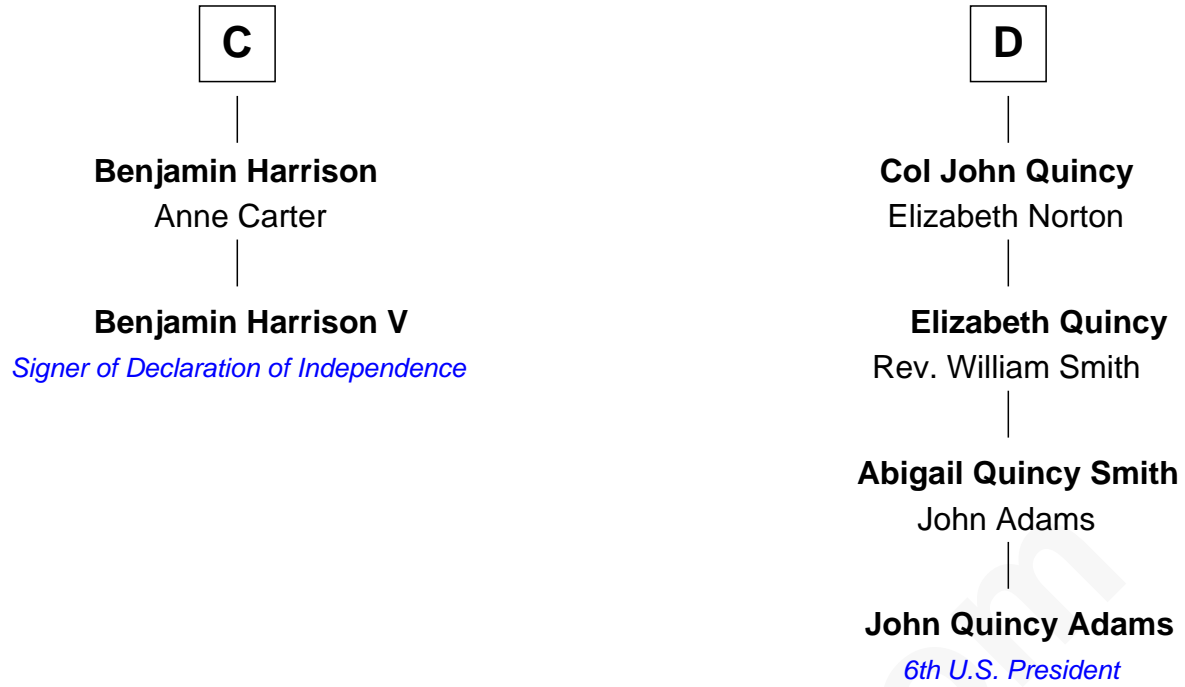 C
Benjamin Harrison
Anne Carter
Benjamin Harrison V
Signer of Declaration of Independence
D
Col John Quincy
Elizabeth Norton
Elizabeth Quincy
Rev. William Smith
Abigail Quincy Smith
John Adams
John Quincy Adams
6th U.S. President